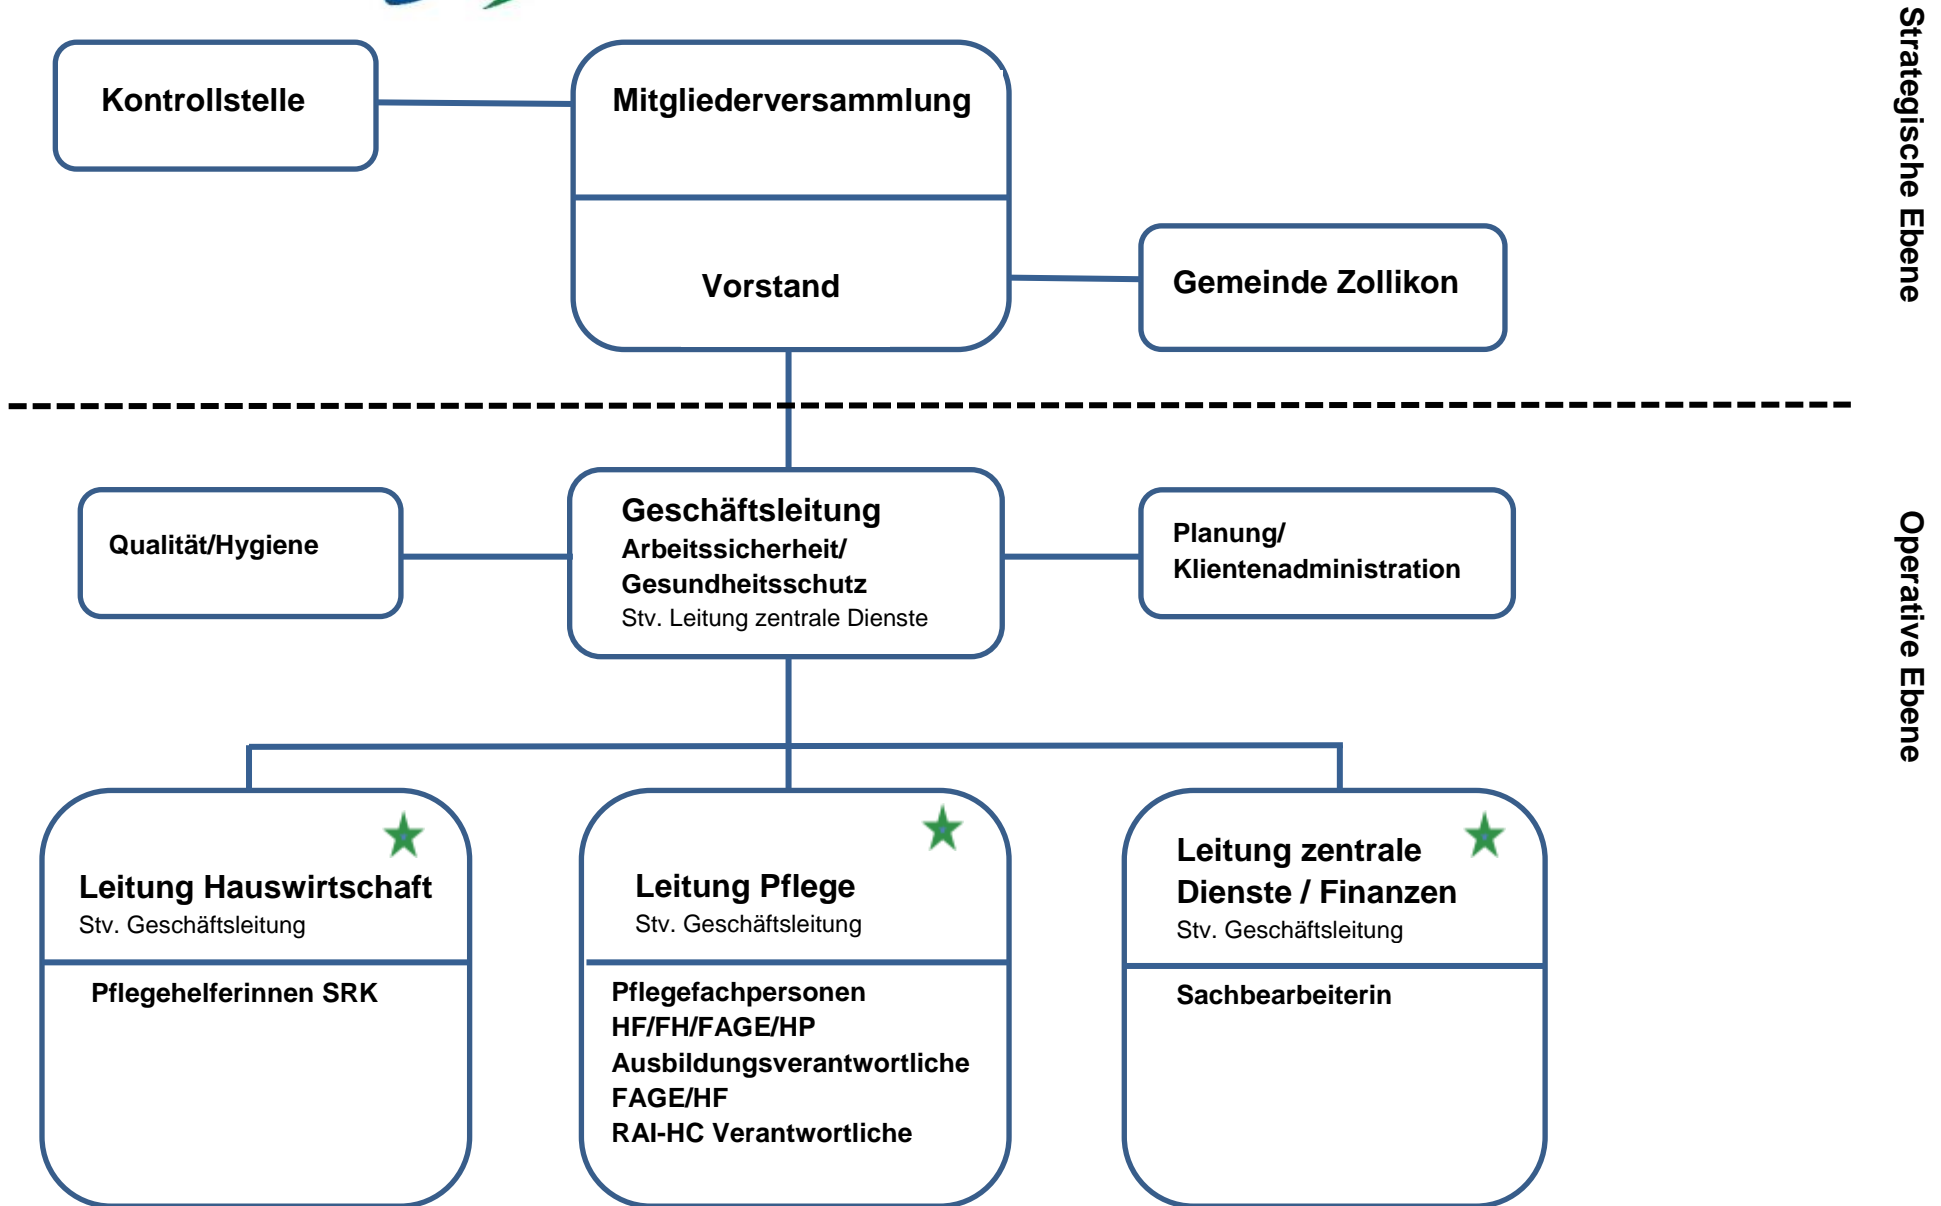 Kontrollstelle
Mitgliederversammlung
Vorstand
Gemeinde Zollikon
Strategische Ebene
Qualität/Hygiene
Geschäftsleitung
Arbeitssicherheit/
Gesundheitsschutz
Stv. Leitung zentrale Dienste
Planung/
Klientenadministration
Operative Ebene
Leitung Hauswirtschaft
Stv. Geschäftsleitung
Pflegehelferinnen SRK
Leitung Pflege
Stv. Geschäftsleitung
Pflegefachpersonen
HF/FH/FAGE/HP
Ausbildungsverantwortliche
FAGE/HF
RAI-HC Verantwortliche
Leitung zentrale
Dienste / Finanzen
Stv. Geschäftsleitung
Sachbearbeiterin